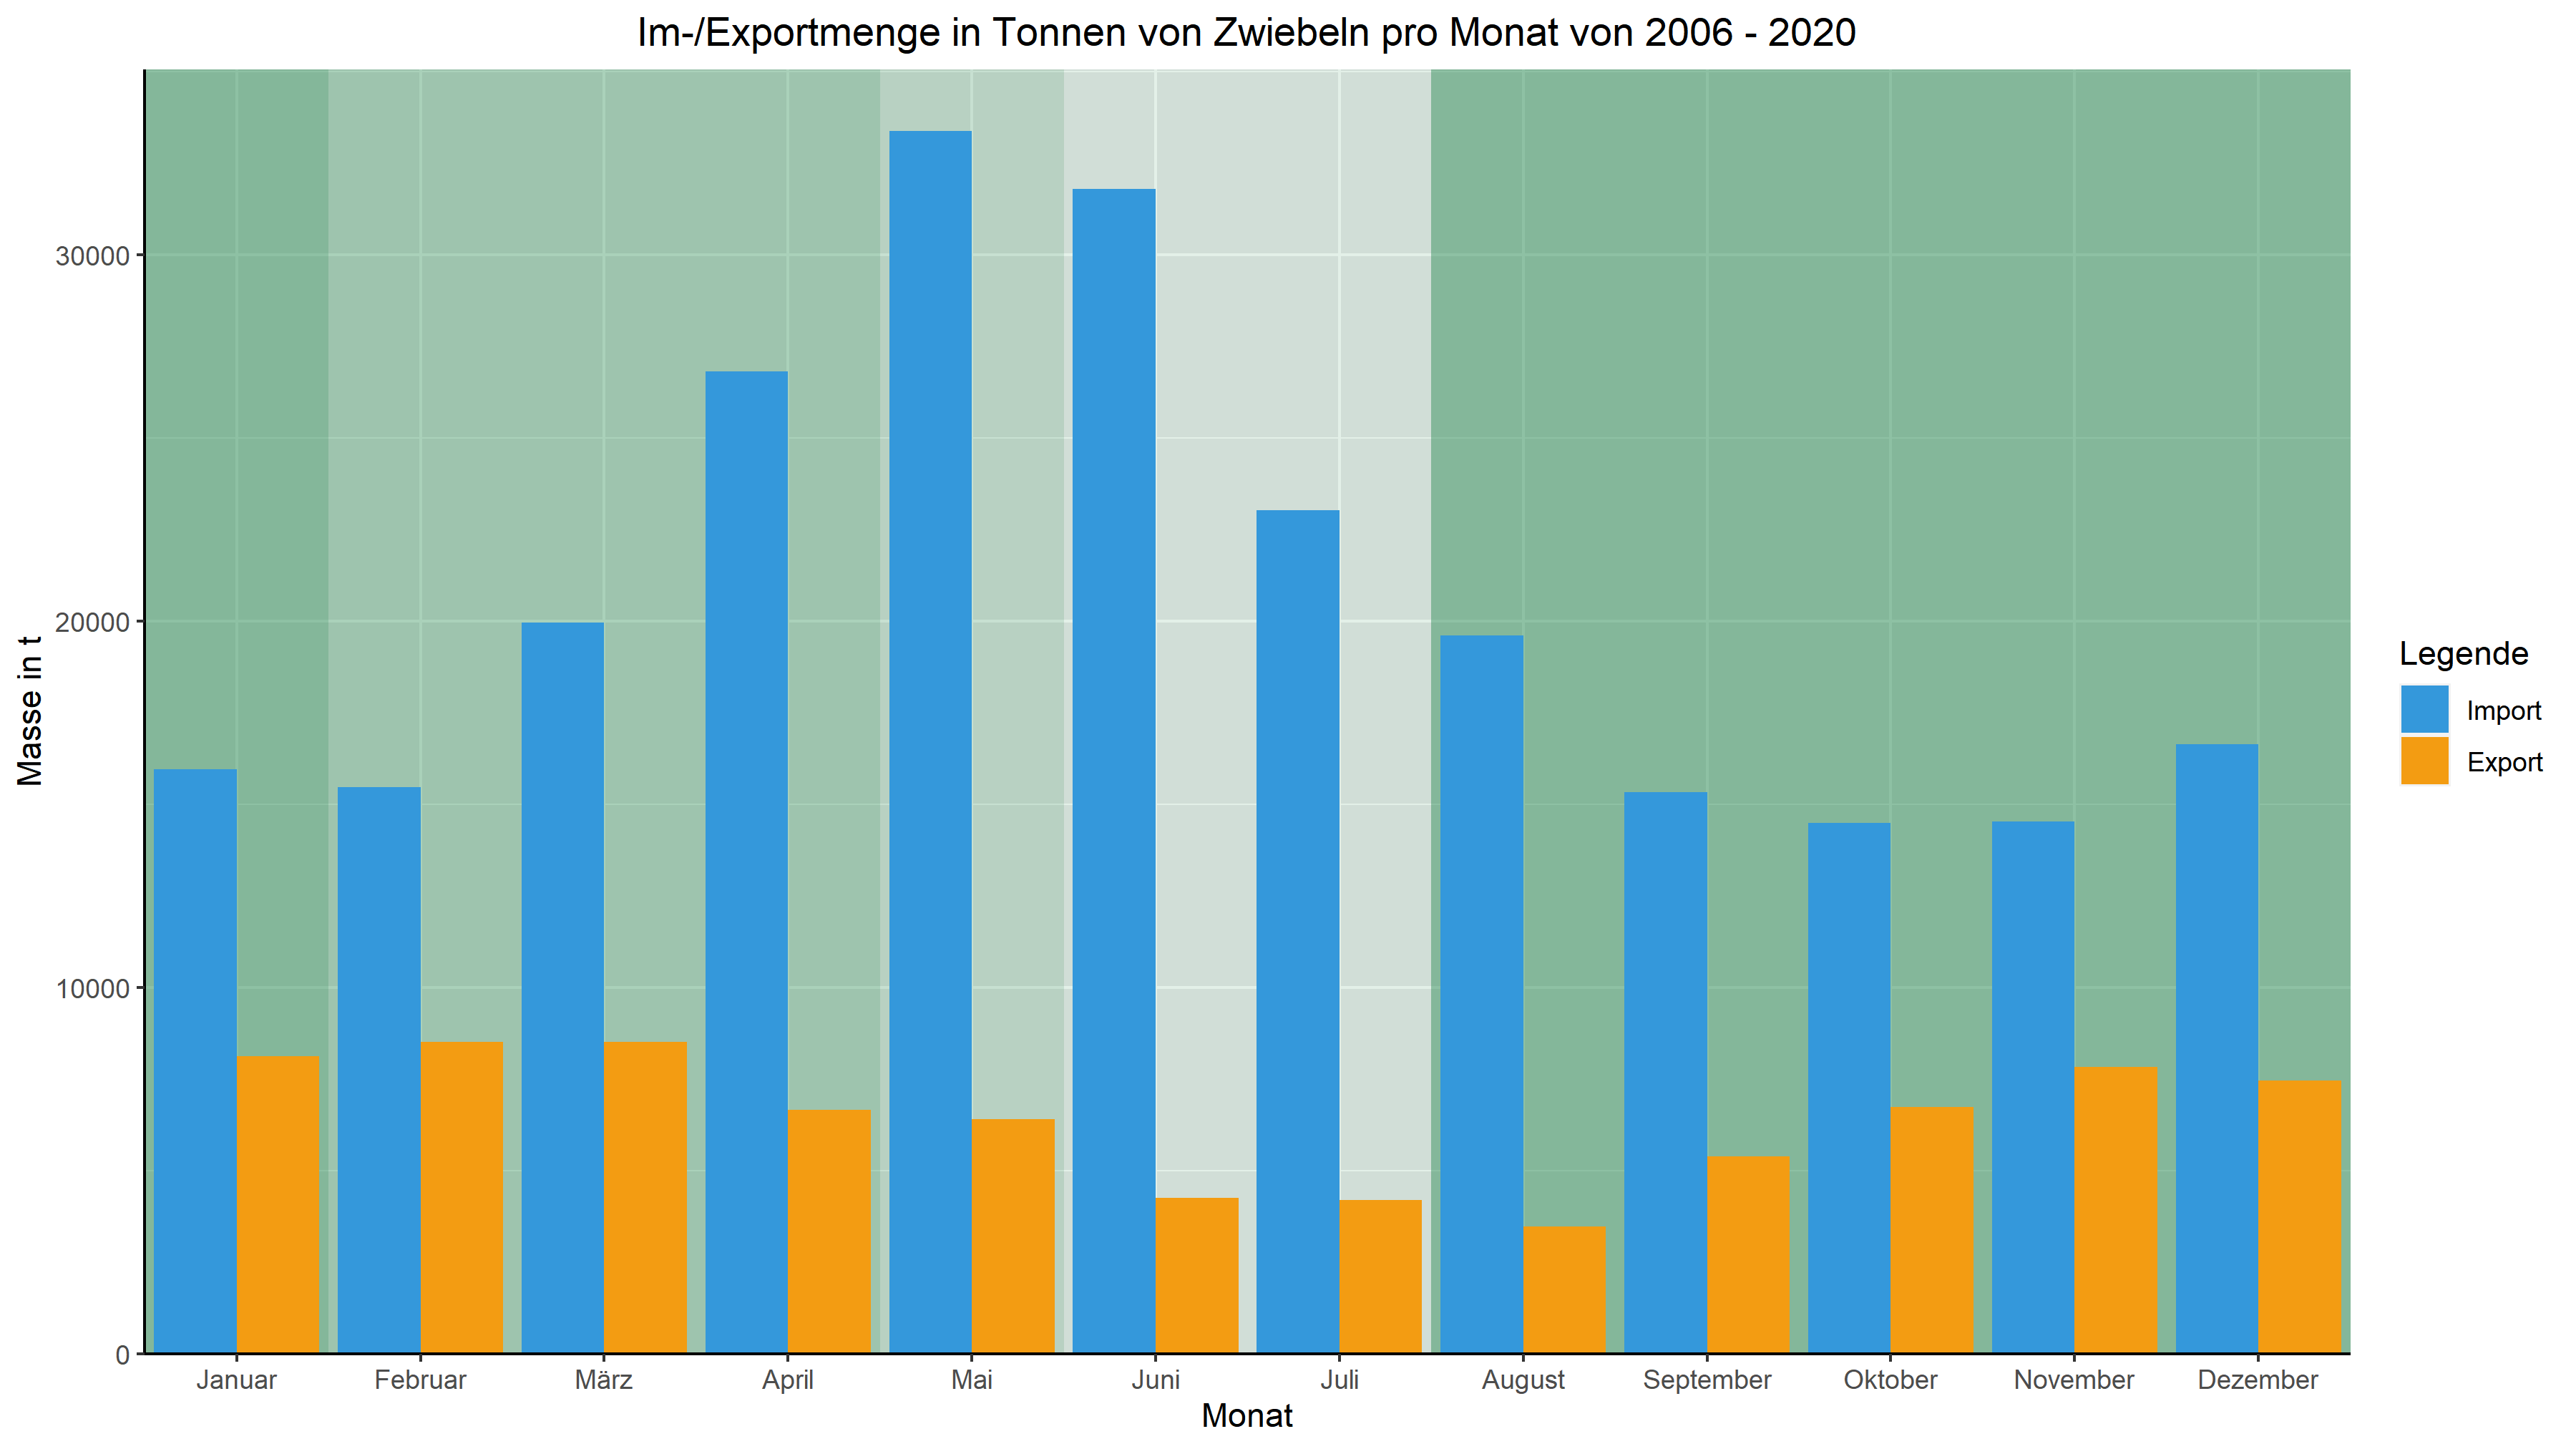 Im-/Exportmenge in Tonnen von Zwiebeln pro Monat von 2006 - 2020
Masse in t
30000
20000
10000
0
Januar Februar März April Mai Juni Juli August September Oktober November Dezember
Monat
Legende
Import
Export